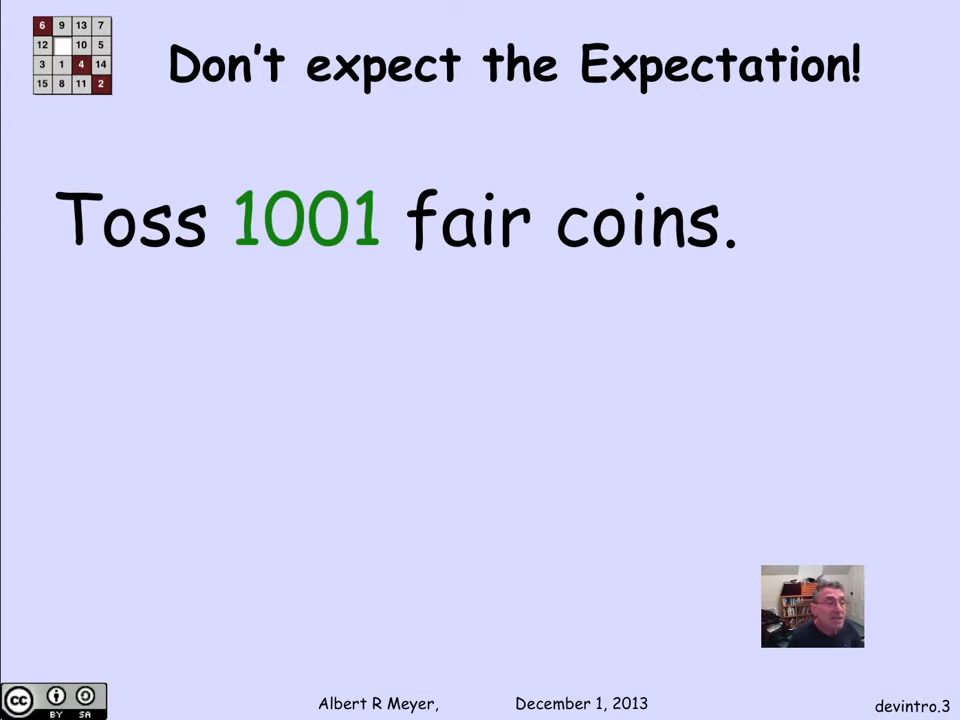 6 9 13 7
12 10 5
3 1 4 14
15 8 11 2
Don't expect the Expectation!
Toss 1001 fair coins.
cc BY SA
Albert R Meyer, December 1, 2013 devintro.3